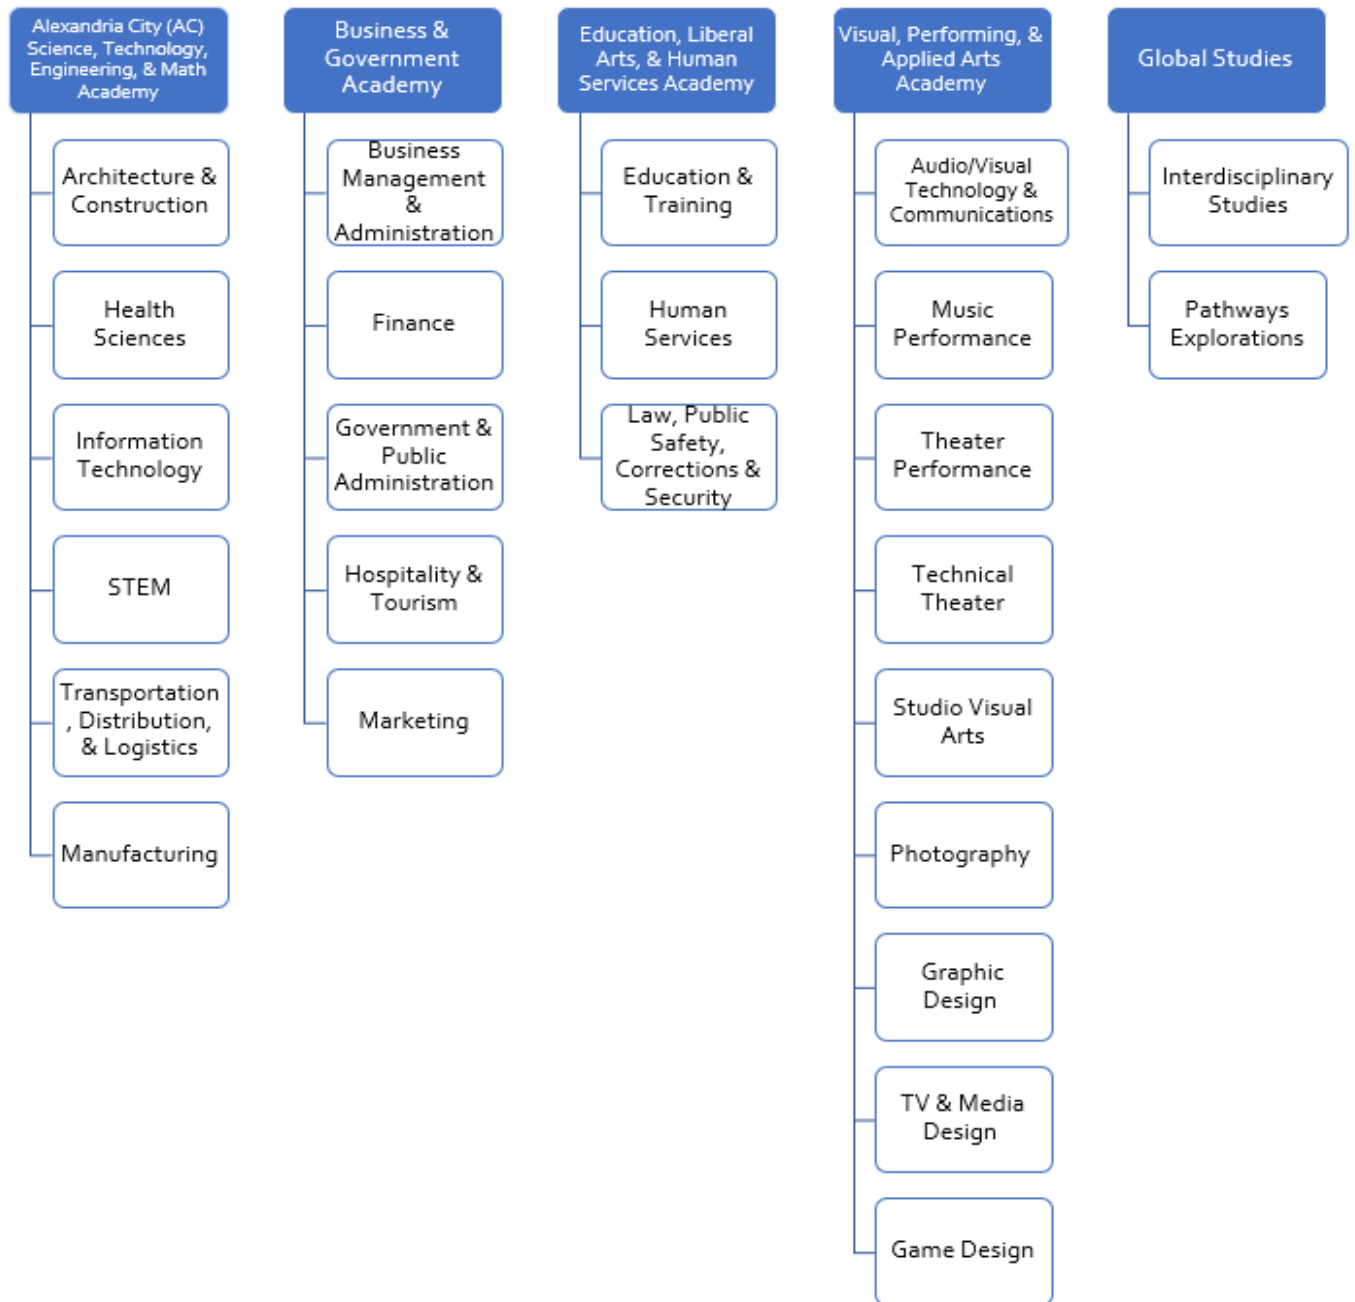 Alexandria City (AC)
Science, Technology,
Engineering, & Math
Academy
Architecture &
Construction
Health
Sciences
Information
Technology
STEM
Transportation
, Distribution,
& Logistics
Manufacturing
Business &
Government
Academy
Business
Management
&
Administration
Finance
Government &
Public
Administration
Hospitality &
Tourism
Marketing
Education, Liberal
Arts, & Human
Services Academy
Education &
Training
Human
Services
Law, Public
Safety,
Corrections &
Security
Visual, Performing, &
Applied Arts
Academy
Audio/Visual
Technology &
Communications
Music
Performance
Theater
Performance
Technical
Theater
Studio Visual
Arts
Photography
Graphic
Design
TV & Media
Design
Game Design
Global Studies
Interdisciplinary
Studies
Pathways
Explorations